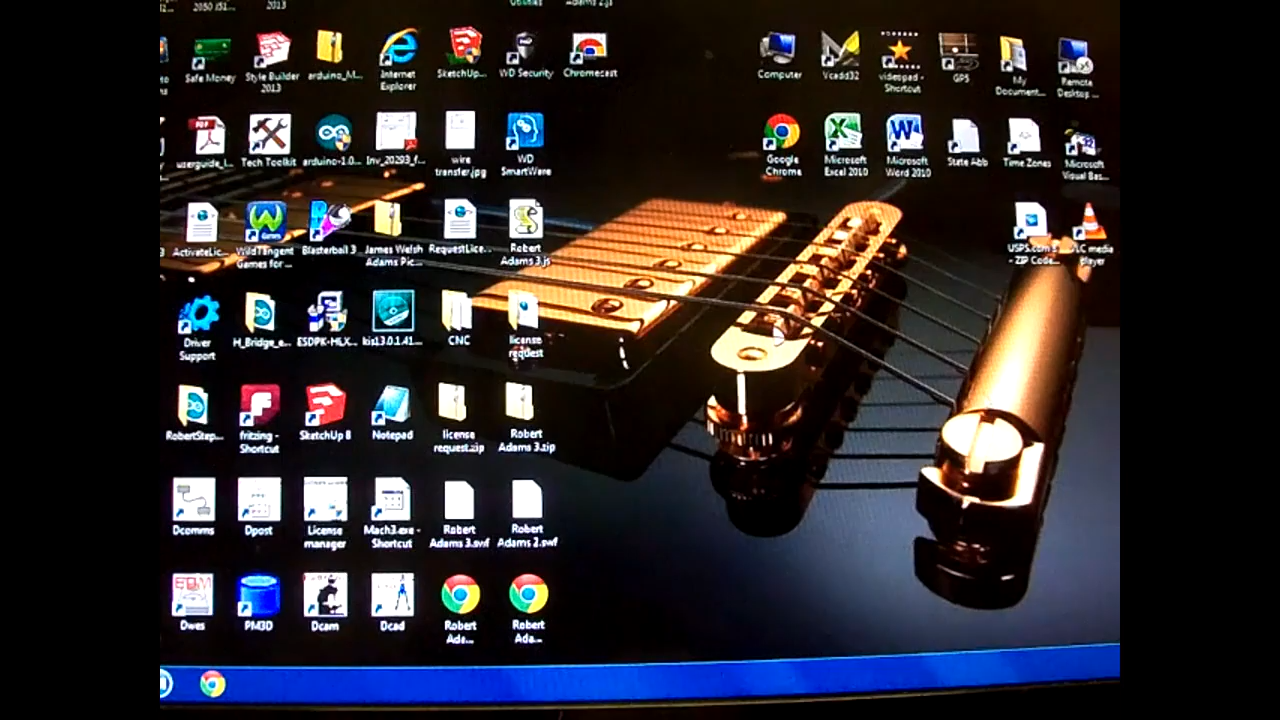 2013
Adams 2.js
Safe Money
Style Builder
2013
arduino_M...
Internet
Explorer
SketchUp...
WD Security
Chromecast
Computer
Vcadd32
videopad -
Shortcut
GPS
My
Document...
Remote
Desktop ...
userguide_l...
Tech Toolkit
arduino-1.0...
Inv_20293_f...
wire
transfer.jpg
WD
SmartWare
Google
Chrome
Microsoft
Excel 2010
Microsoft
Word 2010
State Abb
Time Zones
Microsoft
Visual Bas...
3
ActivateLic...
WildTangent
Games for ...
Blasterball 3
James Welsh
Adams Pic...
RequestLice...
Robert
Adams 3.js
- ZIP Code...
VLC media
player
Driver
Support
H_Bridge_e...
kis13.0.1.41...
CNC
license
request
RobertStep...
fritzing -
Shortcut
SketchUp 8
Notepad
license
request.zip
Robert
Adams 3.zip
Dcomms
Dpost
License
manager
Mach3.exe -
Shortcut
Robert
Adams 3.swf
Robert
Adams 2.swf
Dwes
PM3D
Dcam
Dcad
Robert
Ada...
Robert
Ada...